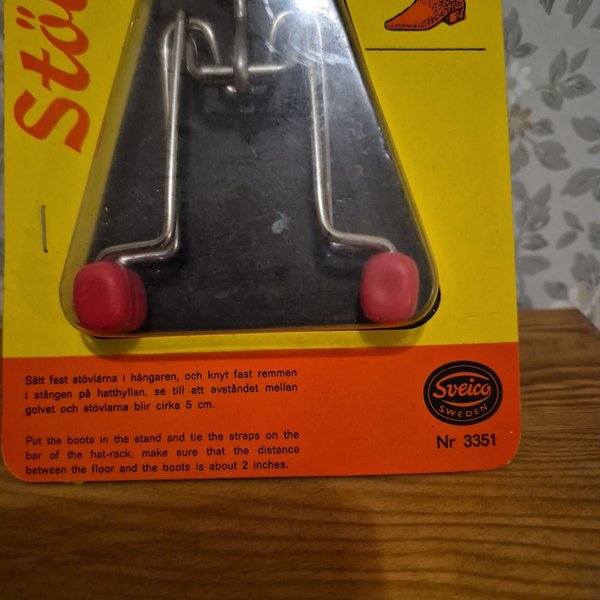 Stöv
Sätt fast stövlarna i hängaren, och knyt fast remmen
i stången på hatthyllan, se till att avståndet mellan
golvet och stövlarna blir cirka 5 cm.
Put the boots in the stand and tie the straps on the
bar of the hat-rack, make sure that the distance
between the floor and the boots is about 2 inches.
Sveico
SWEDEN
Nr 3351